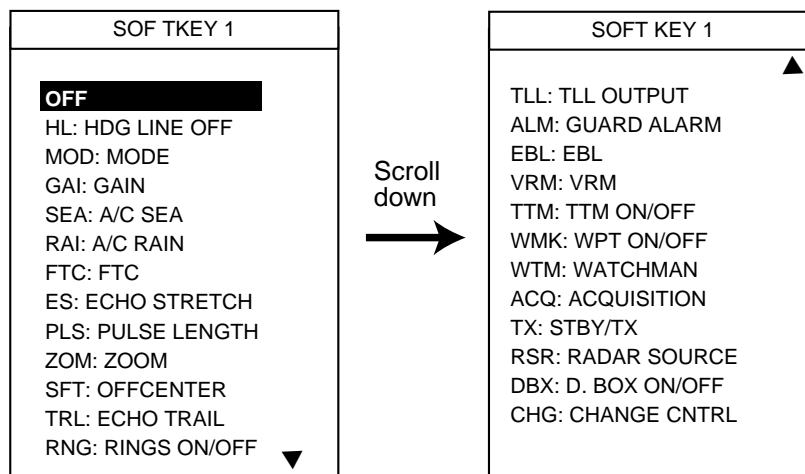 SOF TKEY 1
OFF
HL: HDG LINE OFF
MOD: MODE
GAI: GAIN
SEA: A/C SEA
RAI: A/C RAIN
FTC: FTC
ES: ECHO STRETCH
PLS: PULSE LENGTH
ZOM: ZOOM
SFT: OFFCENTER
TRL: ECHO TRAIL
RNG: RINGS ON/OFF
Scroll
down
SOFT KEY 1
TLL: TLL OUTPUT
ALM: GUARD ALARM
EBL: EBL
VRM: VRM
TTM: TTM ON/OFF
WMK: WPT ON/OFF
WTM: WATCHMAN
ACQ: ACQUISITION
TX: STBY/TX
RSR: RADAR SOURCE
DBX: D. BOX ON/OFF
CHG: CHANGE CNTRL